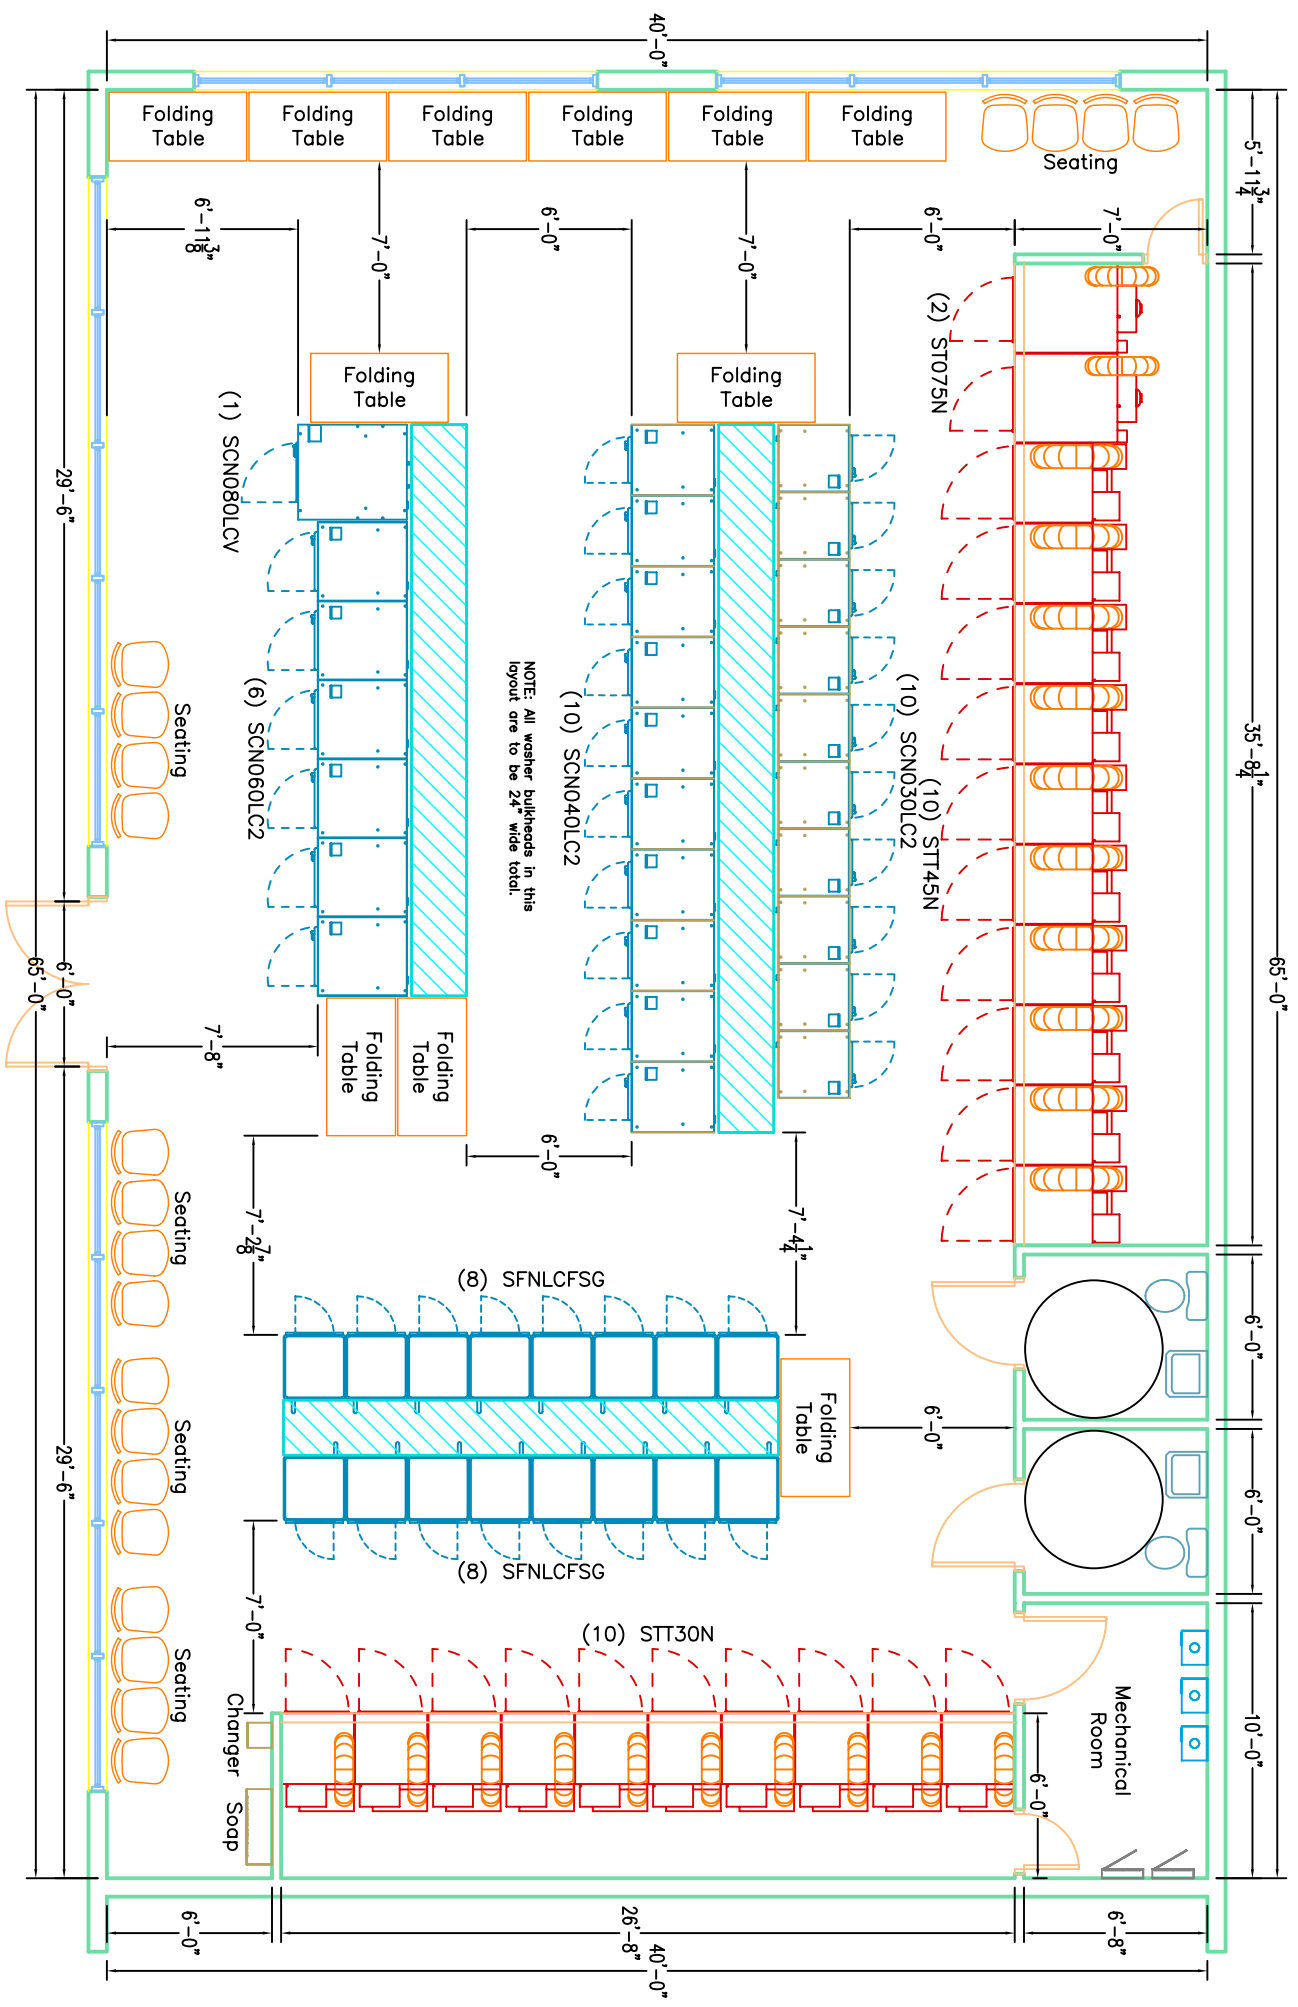 40'-0"
Folding
Table
Folding
Table
Folding
Table
Folding
Table
Folding
Table
Folding
Table
Seating
5'-11 3/4"
6'-11 3/8"
7'-0"
6'-0"
7'-0"
6'-0"
7'-0"
(2) ST075N
Folding
Table
Folding
Table
(1) SCN080LCV
29'-6"
65'-0"
6'-0"
29'-6"
Seating
(6) SCN060LC2
NOTE: All washer bulkheads in this
layout are to be 24" wide total.
(10) SCN040LC2
(10) SCN030LC2
(10) STT45N
35'-8 1/4"
65'-0"
7'-8"
Folding
Table
Folding
Table
6'-0"
7'-2 7/8"
7'-4 1/4"
Seating
(8) SFNLCFSG
6'-0"
Folding
Table
6'-0"
Seating
(8) SFNLCFSG
6'-0"
7'-0"
(10) STT30N
Seating
Changer
Soap
Mechanical
Room
10'-0"
6'-0"
6'-0"
26'-8"
6'-8"
40'-0"